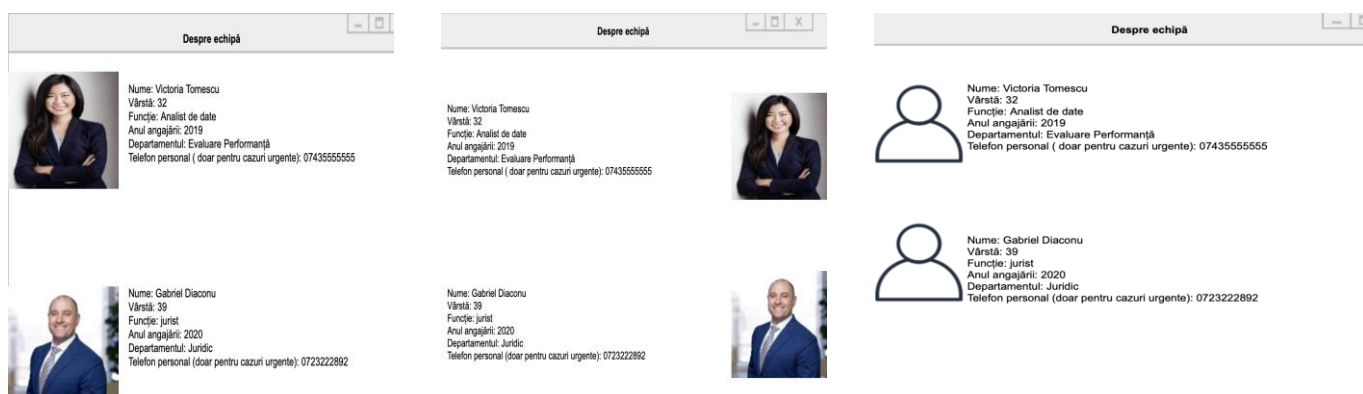 Despre echipă
Nume: Victoria Tomescu
Vârstă: 32
Funcție: Analist de date
Anul angajării: 2019
Departamentul: Evaluare Performanță
Telefon personal ( doar pentru cazuri urgente): 07435555555
Nume: Gabriel Diaconu
Vârstă: 39
Funcție: jurist
Anul angajării: 2020
Departamentul: Juridic
Telefon personal (doar pentru cazuri urgente): 0723222892
Despre echipă
X
Nume: Victoria Tomescu
Vârstă: 32
Funcție: Analist de date
Anul angajării: 2019
Departamentul: Evaluare Performanță
Telefon personal ( doar pentru cazuri urgente): 07435555555
Nume: Gabriel Diaconu
Vârstă: 39
Funcție: jurist
Anul angajării: 2020
Departamentul: Juridic
Telefon personal (doar pentru cazuri urgente): 0723222892
Despre echipă
Nume: Victoria Tomescu
Vârstă: 32
Funcție: Analist de date
Anul angajării: 2019
Departamentul: Evaluare Performanță
Telefon personal ( doar pentru cazuri urgente): 07435555555
Nume: Gabriel Diaconu
Vârstă: 39
Funcție: jurist
Anul angajării: 2020
Departamentul: Juridic
Telefon personal (doar pentru cazuri urgente): 0723222892